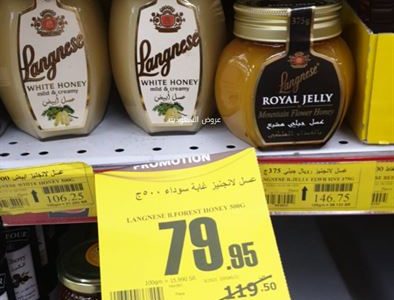 Langnese
WHITE HONEY
mild & creamy
عسل أبيض
Langnese
WHITE HONEY
mild & creamy
عسل أبيض
375g
Langnese
ROYAL JELLY
Mountain Flower Honey
عسل جبلي
عروض السعودية
106.25
146.75
PROMOTION
عسل لانجنيز غابة سوداء ٥٠٠ج
LANGNESE B.FOREST HONEY 500G
79.95
119.50